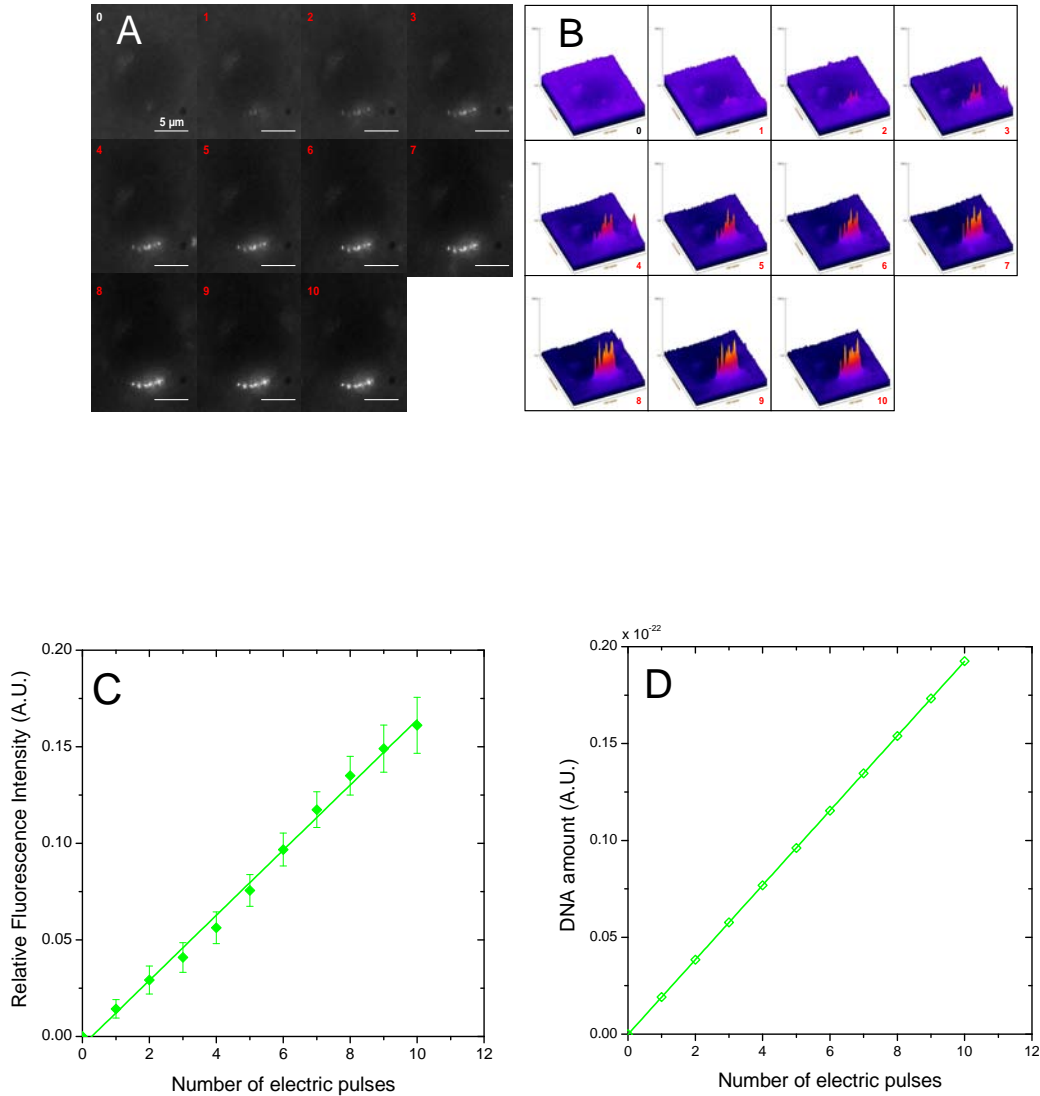 A
0 1 2 3
5 µm
4 5 6 7
8 9 10
B
0 1 2 3
4 5 6 7
8 9 10
C
Relative Fluorescence Intensity (A.U.)
0.20
0.15
0.10
0.05
0.00
0 2 4 6 8 10 12
Number of electric pulses
D
x 10^-22
DNA amount (A.U.)
0.20
0.15
0.10
0.05
0.00
0 2 4 6 8 10 12
Number of electric pulses